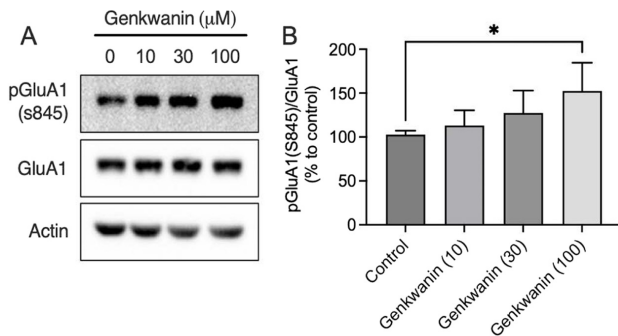 A
Genkwanin (μM)
0 10 30 100
pGluA1
(s845)
GluA1
Actin
B
pGluA1(S845)/GluA1
(% to control)
200
150
100
50
0
*
Control
Genkwanin (10)
Genkwanin (30)
Genkwanin (100)